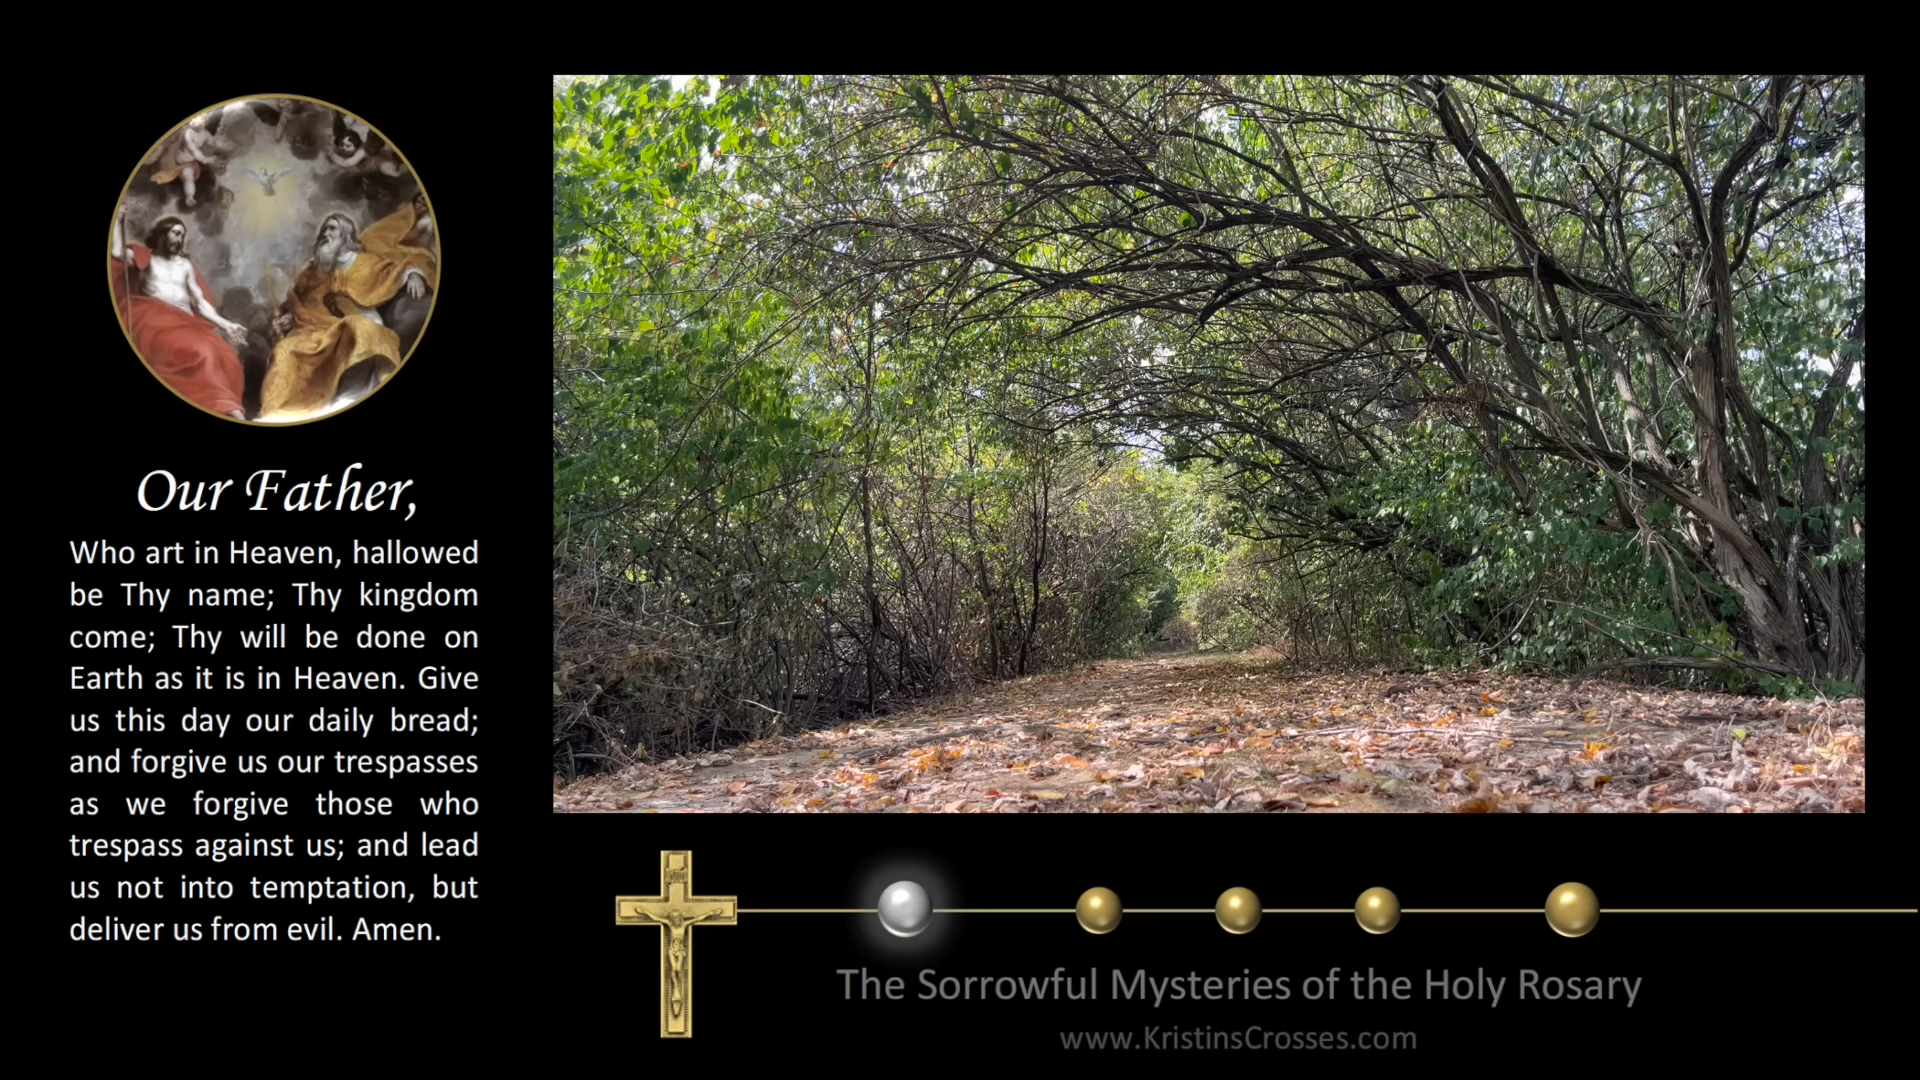 Our Father,
Who art in Heaven, hallowed
be Thy name; Thy kingdom
come; Thy will be done on
Earth as it is in Heaven. Give
us this day our daily bread;
and forgive us our trespasses
as we forgive those who
trespass against us; and lead
us not into temptation, but
deliver us from evil. Amen.
The Sorrowful Mysteries of the Holy Rosary
www.KristinsCrosses.com